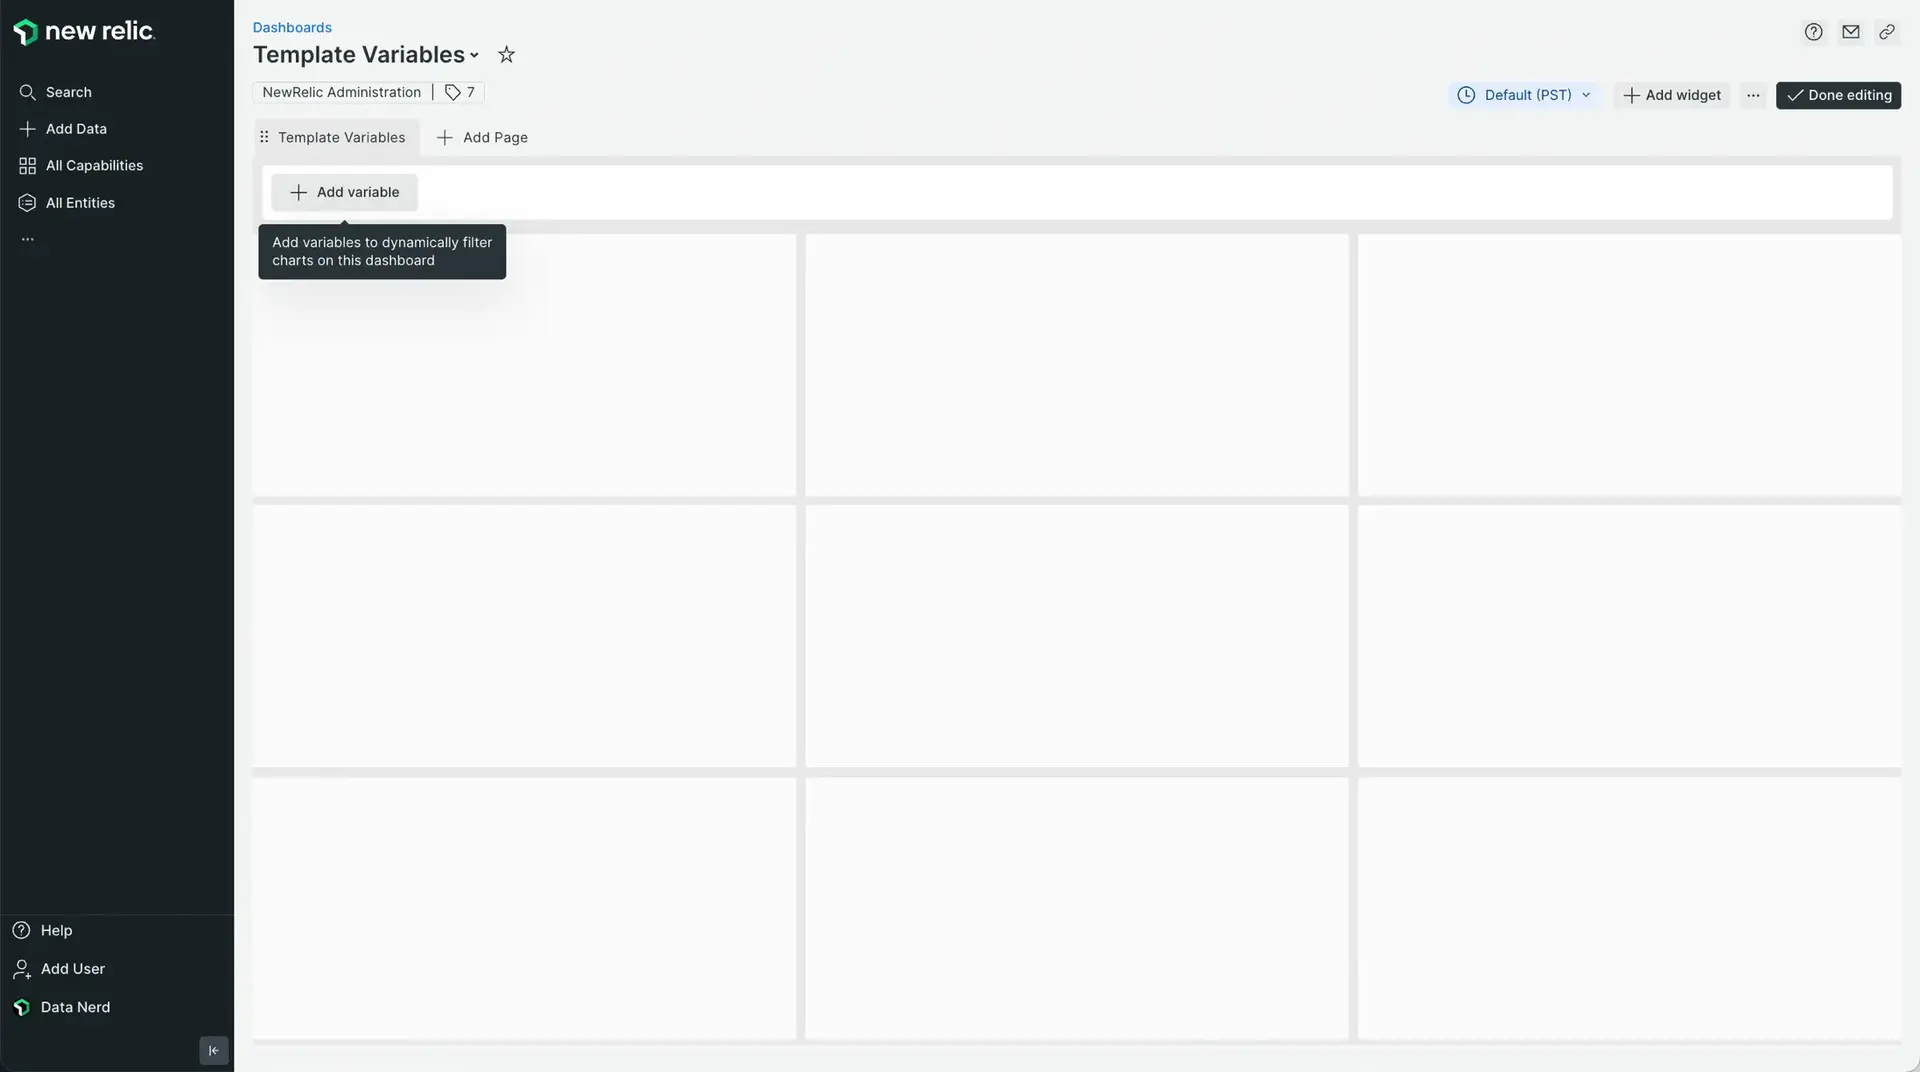 new relic.
Search
Add Data
All Capabilities
All Entities
...
Help
Add User
Data Nerd
Dashboards
Template Variables
NewRelic Administration | 7
Default (PST)
Add widget
...
Done editing
Template Variables
Add Page
Add variable
Add variables to dynamically filter
charts on this dashboard